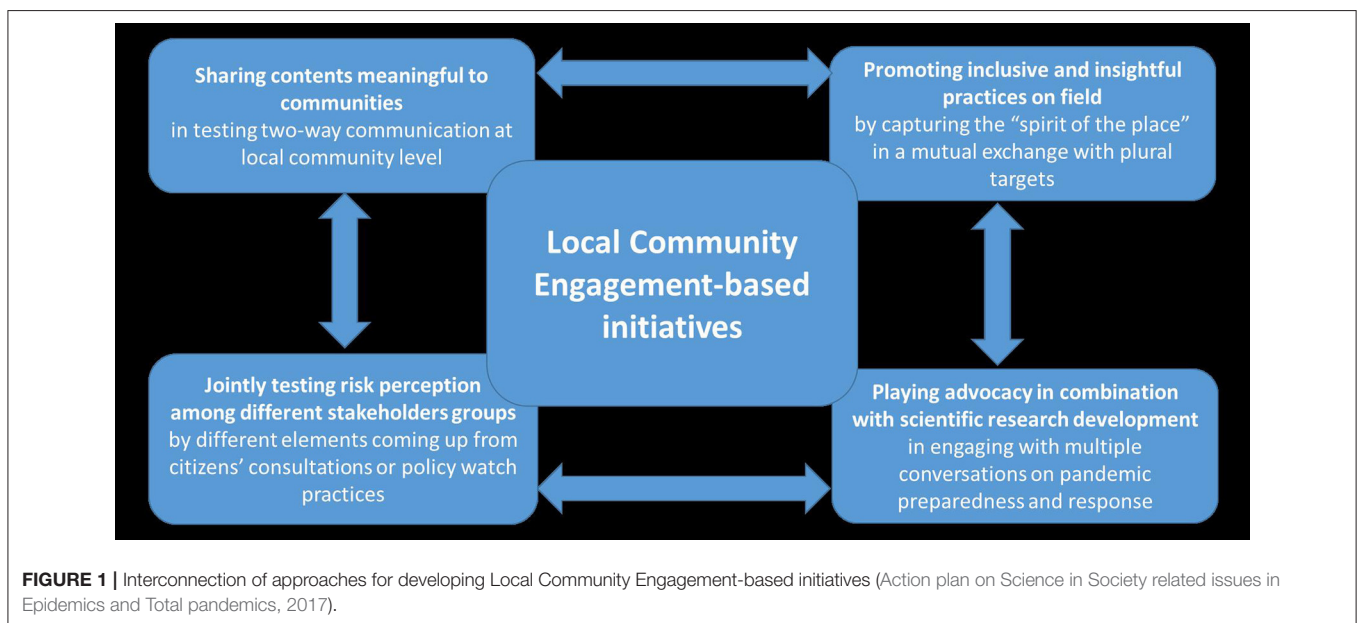 Sharing contents meaningful to
communities
in testing two-way communication at
local community level
Promoting inclusive and insightful
practices on field
by capturing the “spirit of the place”
in a mutual exchange with plural
targets
Local Community
Engagement-based
initiatives
Jointly testing risk perception
among different stakeholders groups
by different elements coming up from
citizens’ consultations or policy watch
practices
Playing advocacy in combination
with scientific research development
in engaging with multiple
conversations on pandemic
preparedness and response
FIGURE 1 | Interconnection of approaches for developing Local Community Engagement-based initiatives (Action plan on Science in Society related issues in
Epidemics and Total pandemics, 2017).